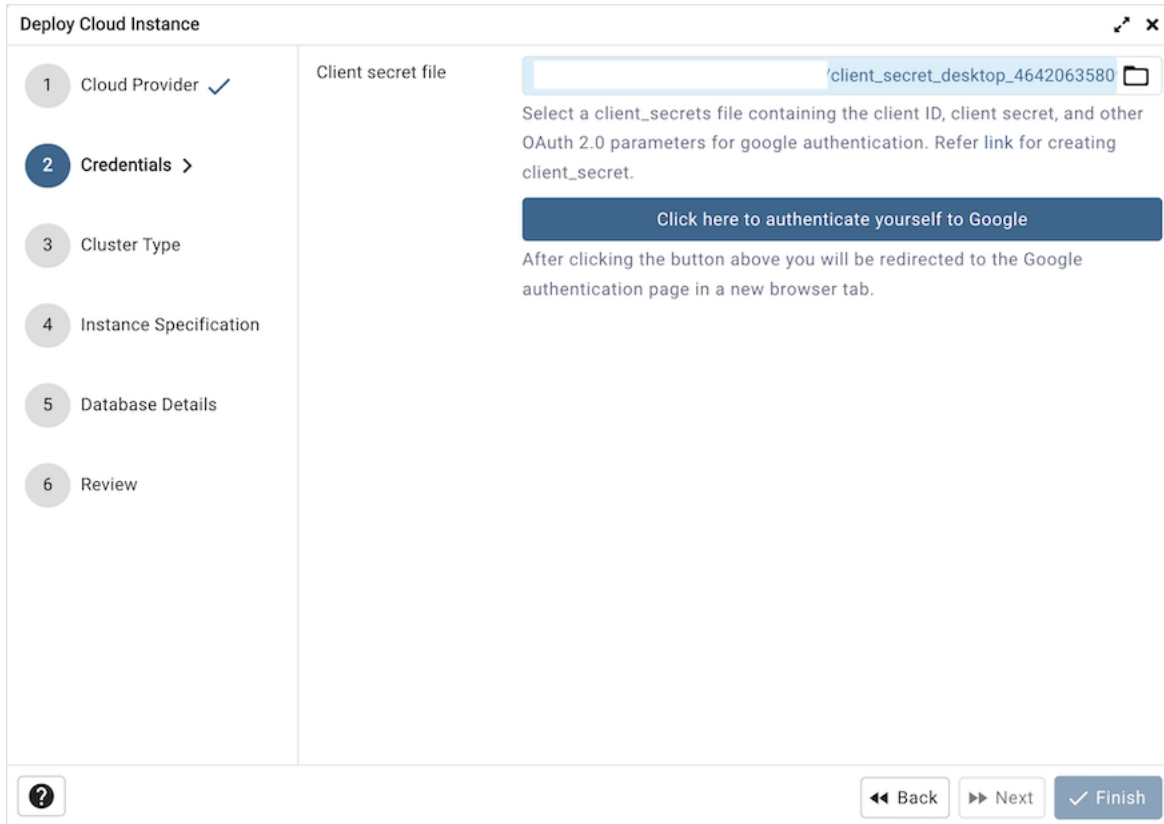 Deploy Cloud Instance
1 Cloud Provider
2 Credentials
3 Cluster Type
4 Instance Specification
5 Database Details
6 Review
Client secret file
/client_secret_desktop_4642063580
Select a client_secrets file containing the client ID, client secret, and other
OAuth 2.0 parameters for google authentication. Refer link for creating
client_secret.
Click here to authenticate yourself to Google
After clicking the button above you will be redirected to the Google
authentication page in a new browser tab.
?
Back Next Finish